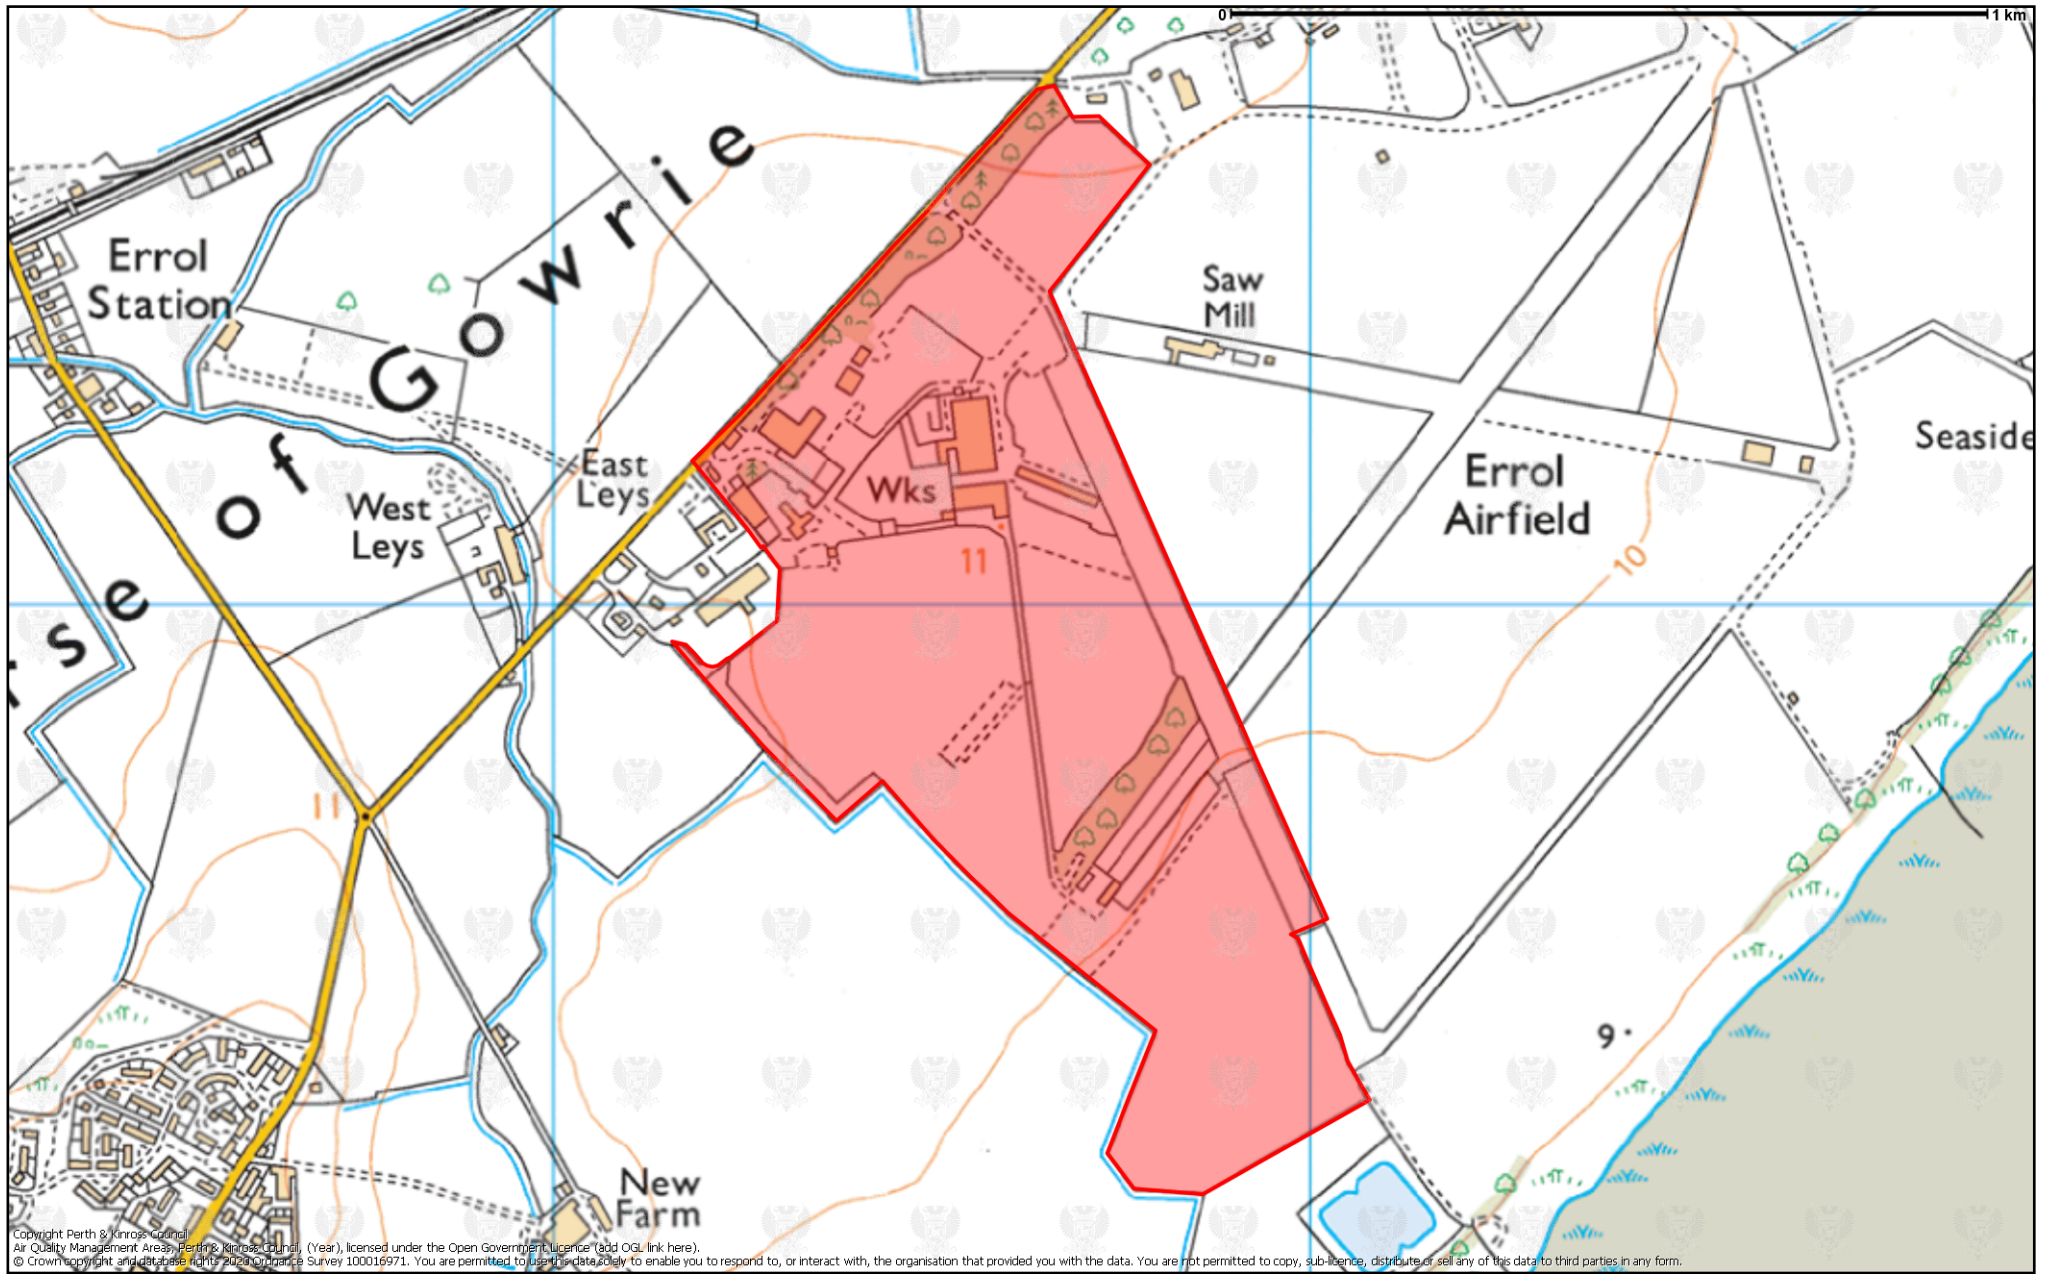 0
1 km
Errol
Station
Gowrie
of
rse
Saw
Mill
Seaside
East
Leys
West
Leys
Wks
Errol
Airfield
11
10
11
9
New
Farm
Copyright Perth & Kinross Council
Air Quality Management Areas, Perth & Kinross Council, (Year), licensed under the Open Government Licence (add OGL link here).
© Crown copyright and database rights 2020 Ordnance Survey 100016971. You are permitted to use this data solely to enable you to respond to, or interact with, the organisation that provided you with the data. You are not permitted to copy, sub-licence, distribute or sell any of this data to third parties in any form.